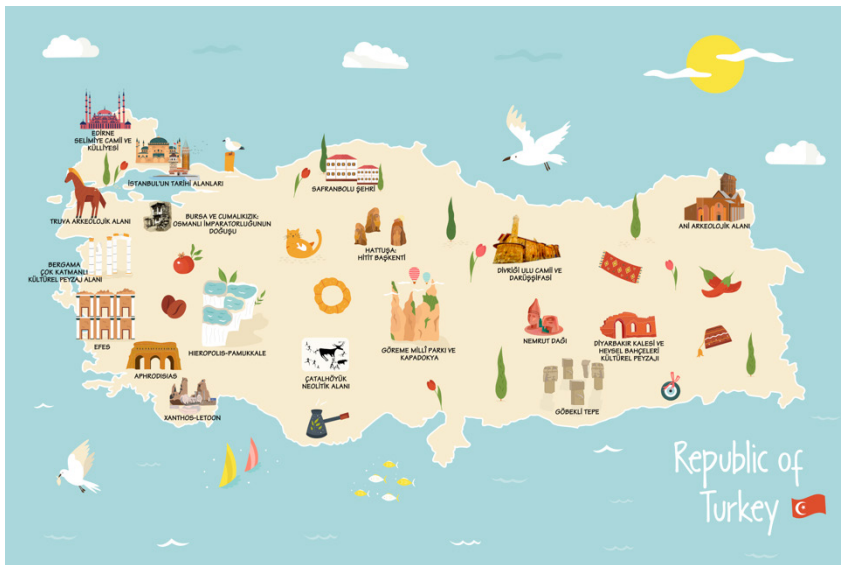 EDİRNE
SELİMİYE CAMİİ VE
KÜLLİYESİ
İSTANBUL'UN TARİHİ ALANLARI
SAFRANBOLU ŞEHRİ
TRUVA ARKEOLOJİK ALANI
BURSA VE CUMALIKIZIK:
OSMANLI İMPARATORLUĞUNUN
DOĞUŞU
ANİ ARKEOLOJİK ALANI
HATTUŞA:
HİTİT BAŞKENTİ
BERGAMA
ÇOK KATMANLI
KÜLTÜREL PEYZAJ ALANI
DİVRİĞİ ULU CAMİİ VE
DARÜŞŞİFASI
EFES
HIEROPOLIS-PAMUKKALE
GÖREME MİLLÎ PARKI VE
KAPADOKYA
NEMRUT DAĞI
DİYARBAKIR KALESİ VE
HEVSEL BAHÇELERİ
KÜLTÜREL PEYZAJI
APHRODISIAS
ÇATALHÖYÜK
NEOLİTİK ALANI
XANTHOS-LETOON
GÖBEKLİ TEPE
Republic of
Turkey